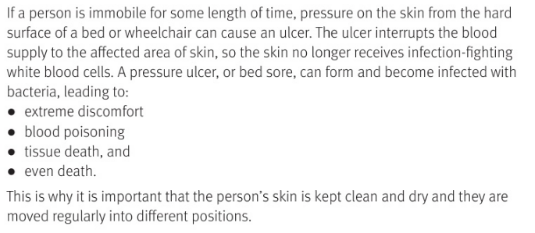 If a person is immobile for some length of time, pressure on the skin from the hard
surface of a bed or wheelchair can cause an ulcer. The ulcer interrupts the blood
supply to the affected area of skin, so the skin no longer receives infection-fighting
white blood cells. A pressure ulcer, or bed sore, can form and become infected with
bacteria, leading to:
● extreme discomfort
● blood poisoning
● tissue death, and
● even death.
This is why it is important that the person's skin is kept clean and dry and they are
moved regularly into different positions.